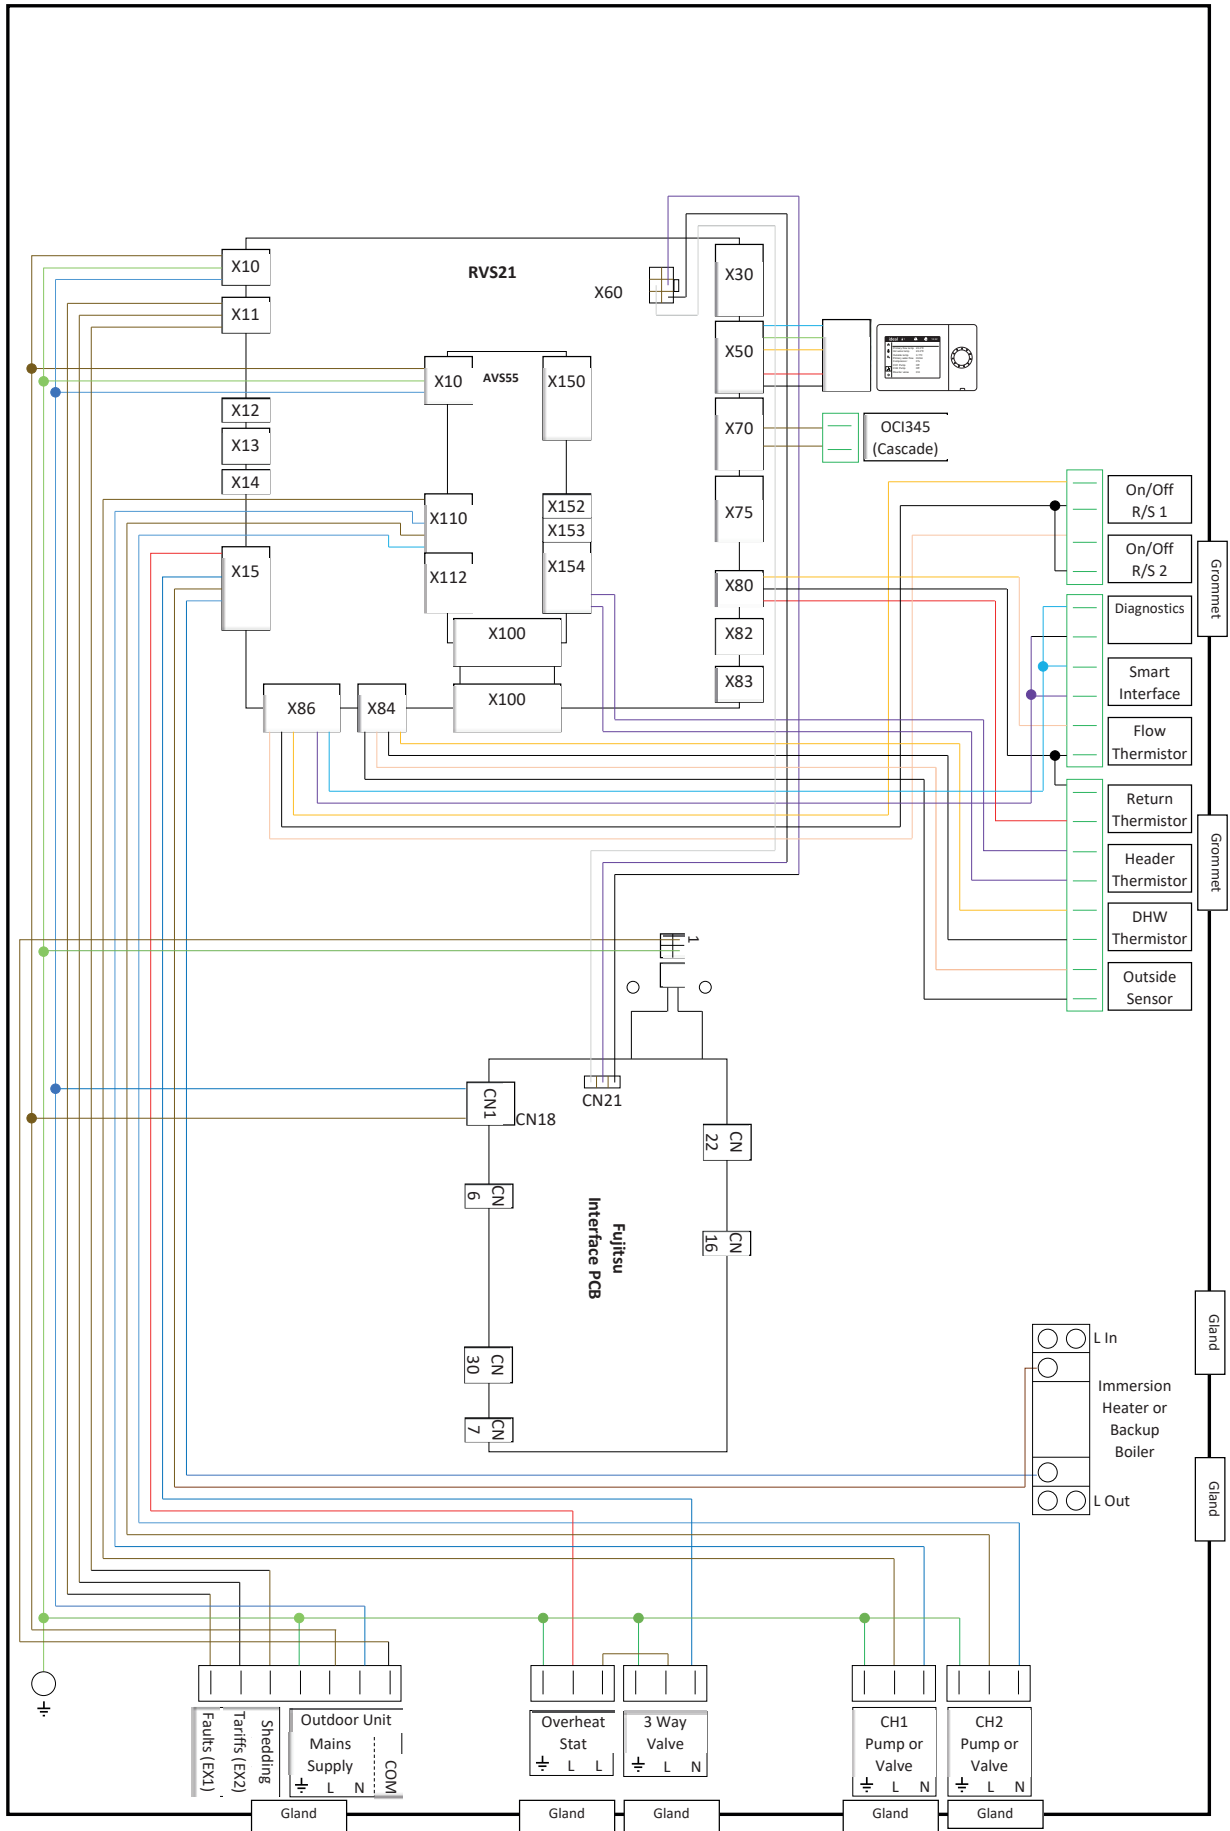 RVS21
X60
X10
X11
X12
X13
X14
X15
X10
AVS55
X150
X110
X112
X152
X153
X154
X100
X100
X86
X84
X30
X50
X70
X75
X80
X82
X83
OCI345
(Cascade)
On/Off
R/S 1
On/Off
R/S 2
Diagnostics
Smart
Interface
Flow
Thermistor
Return
Thermistor
Header
Thermistor
DHW
Thermistor
Outside
Sensor
Grommet
Grommet
1
CN1
CN18
CN21
CN
22
CN
6
CN
16
Fujitsu
Interface PCB
CN
30
CN
7
L In
Immersion
Heater or
Backup
Boiler
L Out
Gland
Gland
Faults (EX1)
Tariffs (EX2)
Shedding
Outdoor Unit
Mains
Supply
L N
COM
Overheat
Stat
L L
3 Way
Valve
L N
CH1
Pump or
Valve
L N
CH2
Pump or
Valve
L N
Gland
Gland
Gland
Gland
Gland